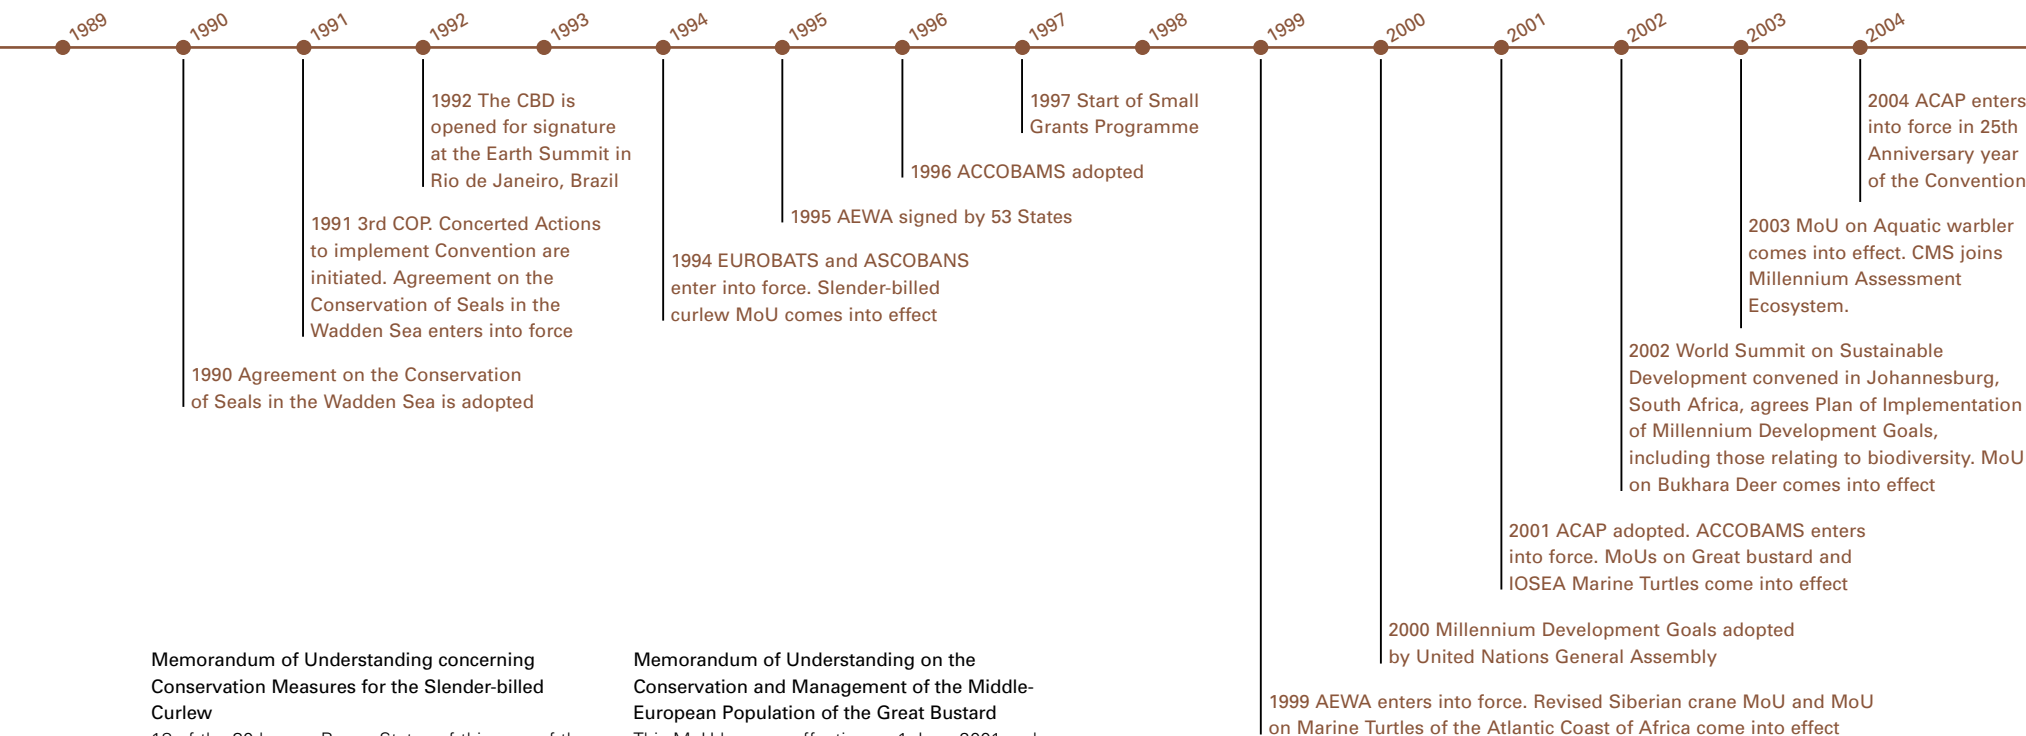 1989
1990
1991
1992
1993
1994
1995
1996
1997
1998
1999
2000
2001
2002
2003
2004
1992 The CBD is
opened for signature
at the Earth Summit in
Rio de Janeiro, Brazil
1991 3rd COP. Concerted Actions
to implement Convention are
initiated. Agreement on the
Conservation of Seals in the
Wadden Sea enters into force
1990 Agreement on the Conservation
of Seals in the Wadden Sea is adopted
1997 Start of Small
Grants Programme
1996 ACCOBAMS adopted
1995 AEWA signed by 53 States
1994 EUROBATS and ASCOBANS
enter into force. Slender-billed
curlew MoU comes into effect
2004 ACAP enters
into force in 25th
Anniversary year
of the Convention
2003 MoU on Aquatic warbler
comes into effect. CMS joins
Millennium Assessment
Ecosystem.
2002 World Summit on Sustainable
Development convened in Johannesburg,
South Africa, agrees Plan of Implementation
of Millennium Development Goals,
including those relating to biodiversity. MoU
on Bukhara Deer comes into effect
2001 ACAP adopted. ACCOBAMS enters
into force. MoUs on Great bustard and
IOSEA Marine Turtles come into effect
2000 Millennium Development Goals adopted
by United Nations General Assembly
1999 AEWA enters into force. Revised Siberian crane MoU and MoU
on Marine Turtles of the Atlantic Coast of Africa come into effect
Memorandum of Understanding concerning
Conservation Measures for the Slender-billed
Curlew
Memorandum of Understanding on the
Conservation and Management of the Middle-
European Population of the Great Bustard